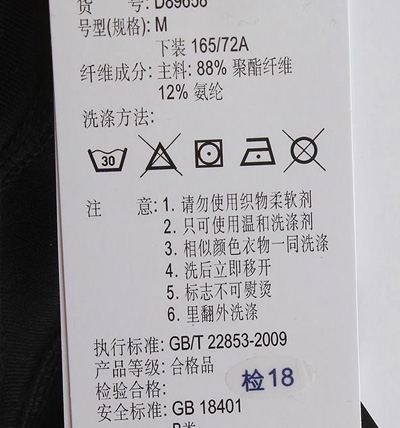 货 号: D89658
号型(规格): M
下装 165/72A
纤维成分: 主料: 88% 聚酯纤维
12% 氨纶
洗涤方法:
30
注 意: 1. 请勿使用织物柔软剂
2. 只可使用温和洗涤剂
3. 相似颜色衣物一同洗涤
4. 洗后立即移开
5. 标志不可熨烫
6. 里翻外洗涤
执行标准: GB/T 22853-2009
产品等级: 合格品
检验合格:
检18
安全标准: GB 18401